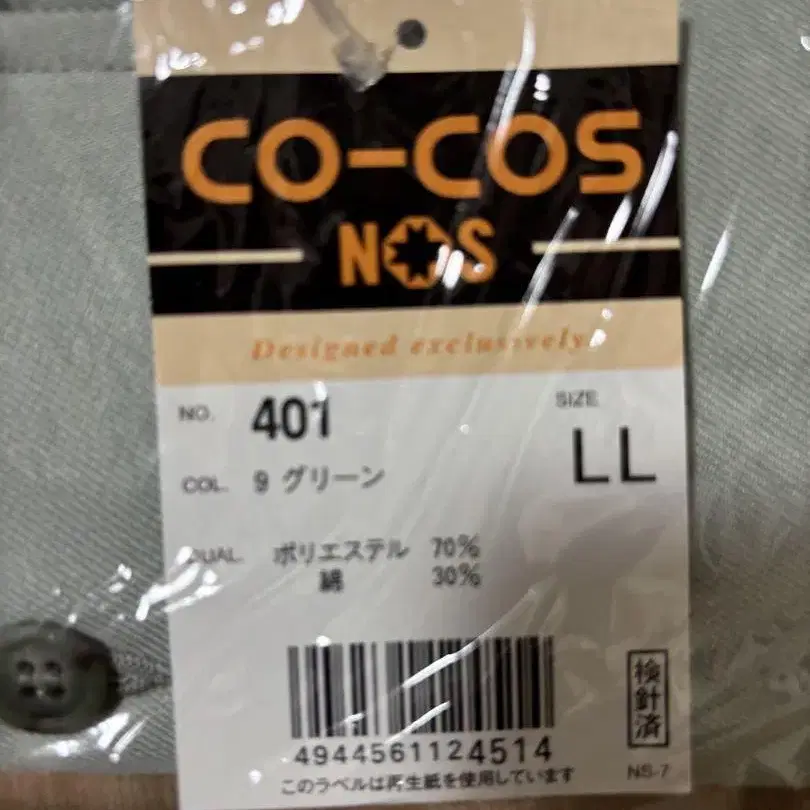 CO-COS
NOS
Designed exclusively
NO. 401
SIZE
LL
COL. 9 グリーン
QUAL. ポリエステル 70%
綿 30%
検針済
4944561124514
このラベルは再生紙を使用しています
NS-7